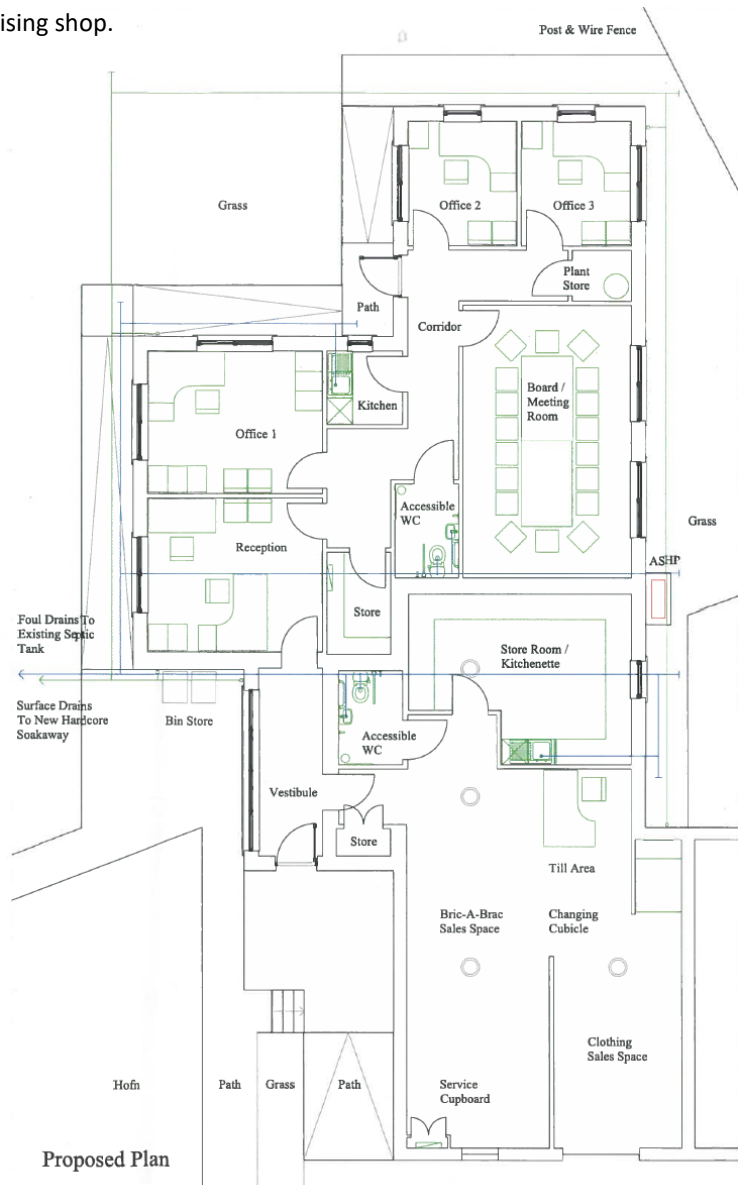 ising shop.
Post & Wire Fence
Grass
Office 2
Office 3
Plant
Store
Path
Corridor
Kitchen
Board /
Meeting
Room
Office 1
Accessible
WC
Reception
Grass
ASHP
Store
Foul Drains To
Existing Septic
Tank
Store Room /
Kitchenette
Surface Drains
To New Hardcore
Soakaway
Bin Store
Accessible
WC
Vestibule
Store
Till Area
Bric-A-Brac
Sales Space
Changing
Cubicle
Clothing
Sales Space
Hofn
Path
Grass
Path
Service
Cupboard
Proposed Plan